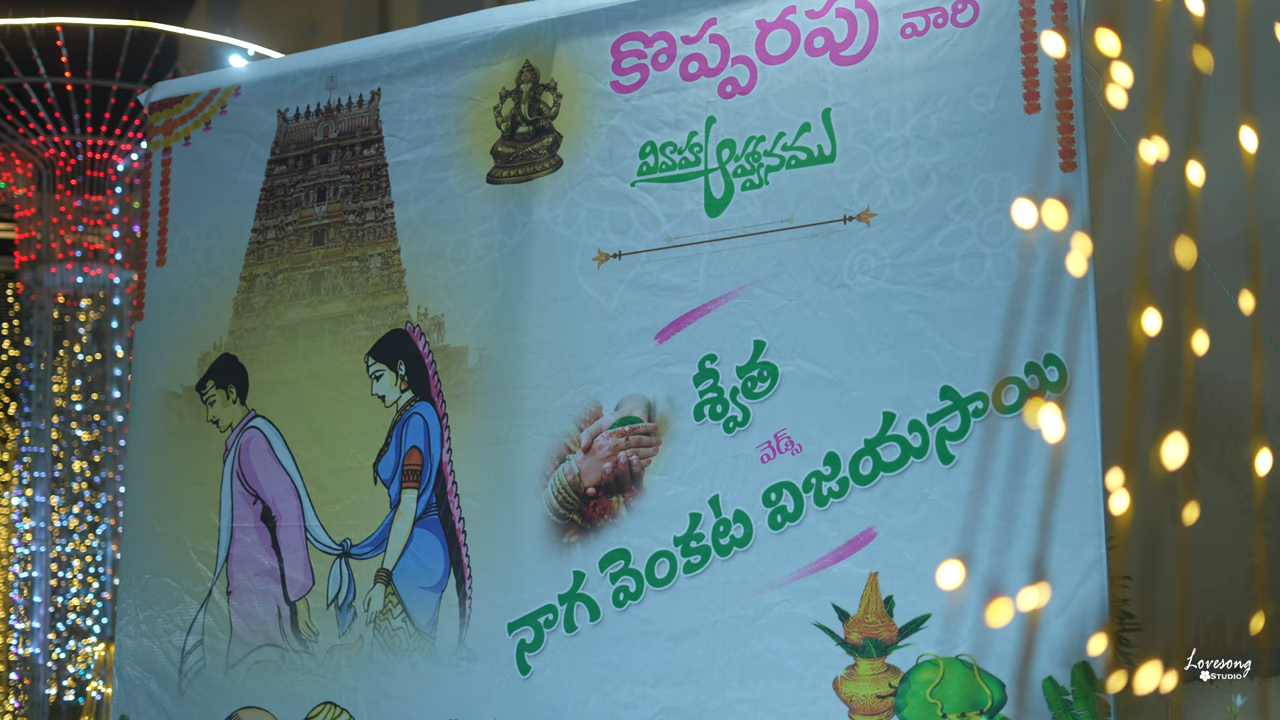 కొప్పరపు వారి
వివాహ ఆహ్వానము
శ్వేత
వెడ్స్
నాగ వెంకట విజయసాయి
Lovesong
STUDIO